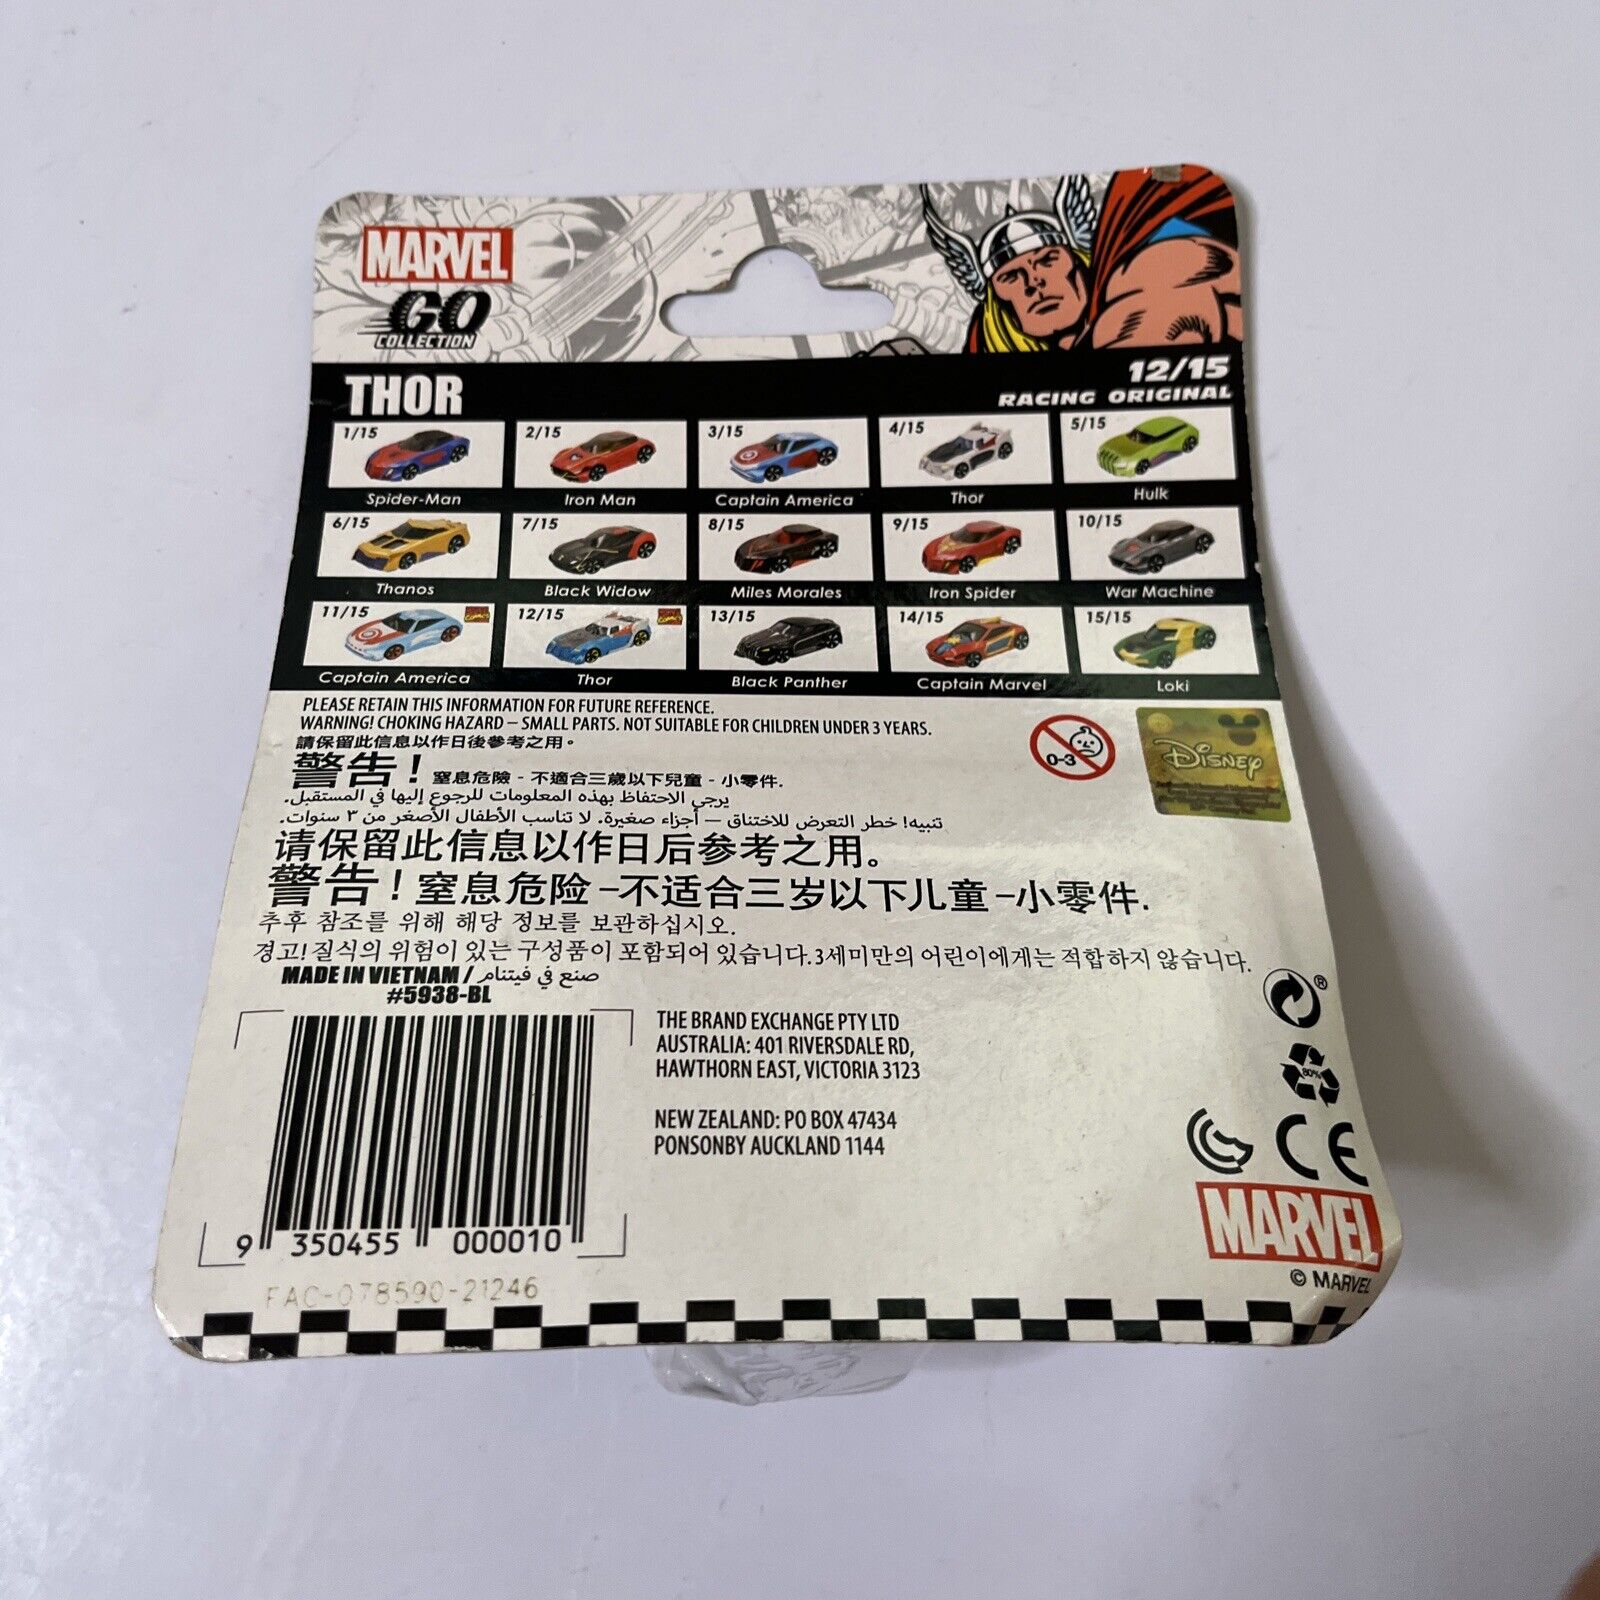 MARVEL
GO
COLLECTION
THOR
12/15
RACING ORIGINAL
1/15 2/15 3/15 4/15 5/15
Spider-Man Iron Man Captain America Thor Hulk
6/15 7/15 8/15 9/15 10/15
Thanos Black Widow Miles Morales Iron Spider War Machine
11/15 12/15 13/15 14/15 15/15
Captain America Thor Black Panther Captain Marvel Loki
PLEASE RETAIN THIS INFORMATION FOR FUTURE REFERENCE.
WARNING! CHOKING HAZARD – SMALL PARTS. NOT SUITABLE FOR CHILDREN UNDER 3 YEARS.
請保留此信息以作日後參考之用。
警告! 窒息危險 - 不適合三歲以下兒童 - 小零件.
يرجى الاحتفاظ بهذه المعلومات للرجوع إليها في المستقبل.
تنبيه! خطر التعرض للاختناق – أجزاء صغيرة. لا تناسب الأطفال الأصغر من ٣ سنوات.
请保留此信息以作日后参考之用。
警告! 窒息危险 -不适合三岁以下儿童 -小零件.
추후 참조를 위해 해당 정보를 보관하십시오.
경고! 질식의 위험이 있는 구성품이 포함되어 있습니다.3세미만의 어린이에게는 적합하지 않습니다.
0-3
DISNEY
MADE IN VIETNAM / صنع في فيتنام
#5938-BL
THE BRAND EXCHANGE PTY LTD
AUSTRALIA: 401 RIVERSDALE RD,
HAWTHORN EAST, VICTORIA 3123
NEW ZEALAND: PO BOX 47434
PONSONBY AUCKLAND 1144
9 350455 000010
FAC-078590-21246
®
80%
CE
MARVEL
© MARVEL